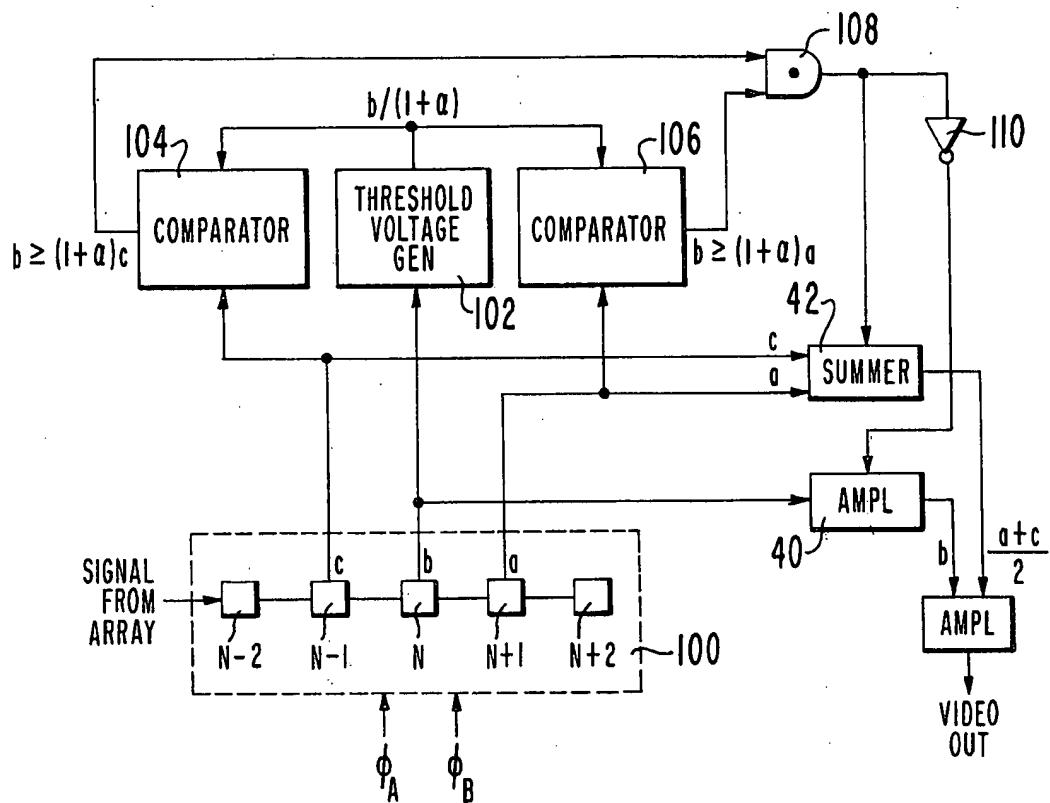 108
b/(1+α)
104
106
110
COMPARATOR
THRESHOLD
VOLTAGE
GEN
COMPARATOR
b ≥ (1+α)c
b ≥ (1+α)a
102
42
c
a
SUMMER
AMPL
40
b
a+c
2
SIGNAL
FROM
ARRAY
c
b
a
N-2
N-1
N
N+1
N+2
100
AMPL
VIDEO
OUT
ϕA
ϕB